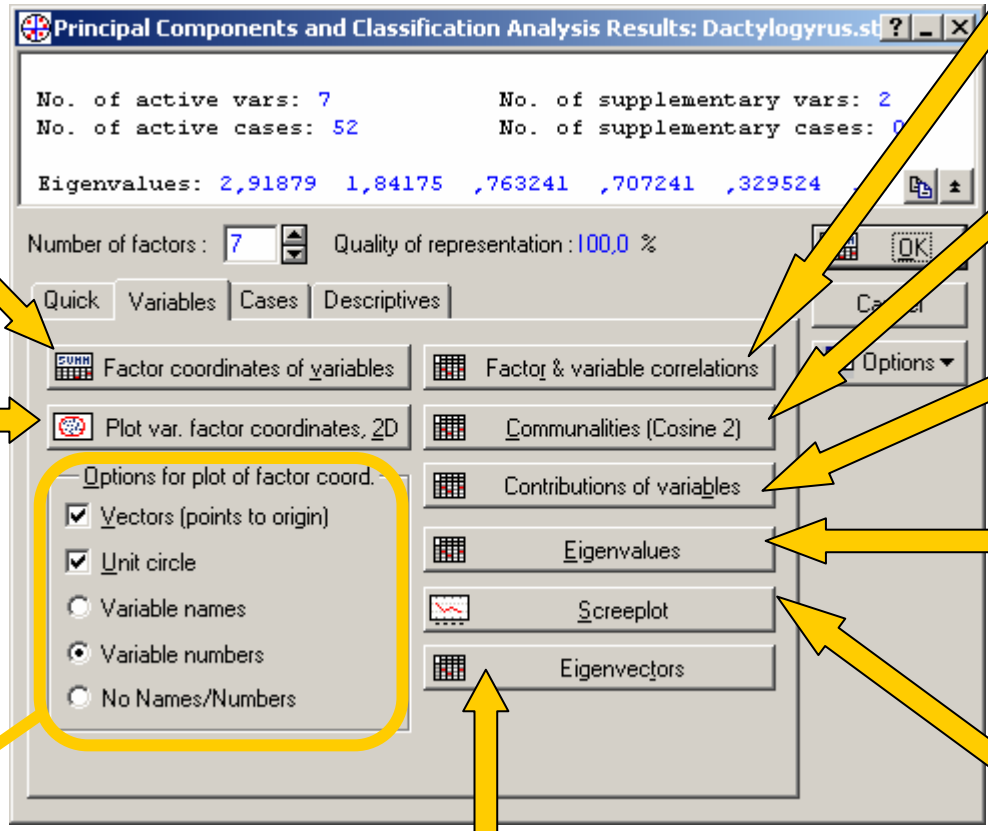 Principal Components and Classification Analysis Results: Dactylogyrus.st
No. of active vars: 7 No. of supplementary vars: 2
No. of active cases: 52 No. of supplementary cases: 0
Eigenvalues: 2,91879 1,84175 ,763241 ,707241 ,329524 ,
Number of factors : 7 Quality of representation : 100,0 %
OK
Quick Variables Cases Descriptives
Factor coordinates of variables
Factor & variable correlations
Options
Plot var. factor coordinates, 2D
Communalities (Cosine 2)
Options for plot of factor coord.
Contributions of variables
Vectors (points to origin)
Unit circle
Eigenvalues
Variable names
Screeplot
Variable numbers
Eigenvectors
No Names/Numbers